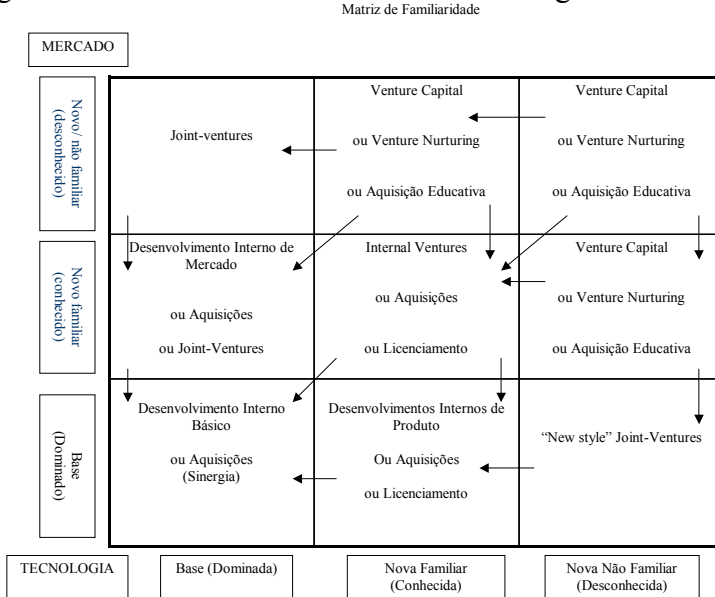 Matriz de Familiaridade
MERCADO
Novo/ não familiar
(desconhecido)
Joint-ventures
Venture Capital
ou Venture Nurturing
ou Aquisição Educativa
Venture Capital
ou Venture Nurturing
ou Aquisição Educativa
Novo familiar
(conhecido)
Desenvolvimento Interno de
Mercado
ou Aquisições
ou Joint-Ventures
Internal Ventures
ou Aquisições
ou Licenciamento
Venture Capital
ou Venture Nurturing
ou Aquisição Educativa
Base
(Dominado)
Desenvolvimento Interno
Básico
ou Aquisições
(Sinergia)
Desenvolvimentos Internos de
Produto
Ou Aquisições
ou Licenciamento
“New style” Joint-Ventures
TECNOLOGIA
Base (Dominada)
Nova Familiar
(Conhecida)
Nova Não Familiar
(Desconhecida)